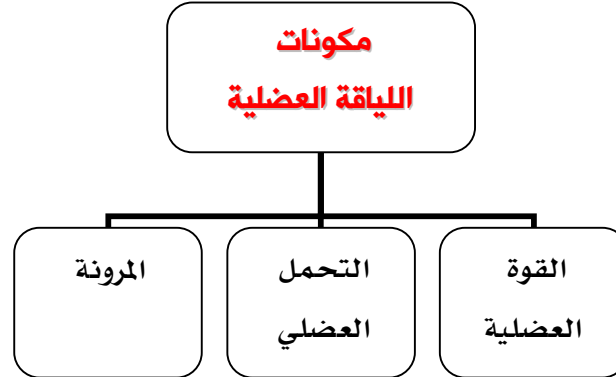 مكونات
اللياقة العضلية
القوة
العضلية
التحمل
العضلي
المرونة